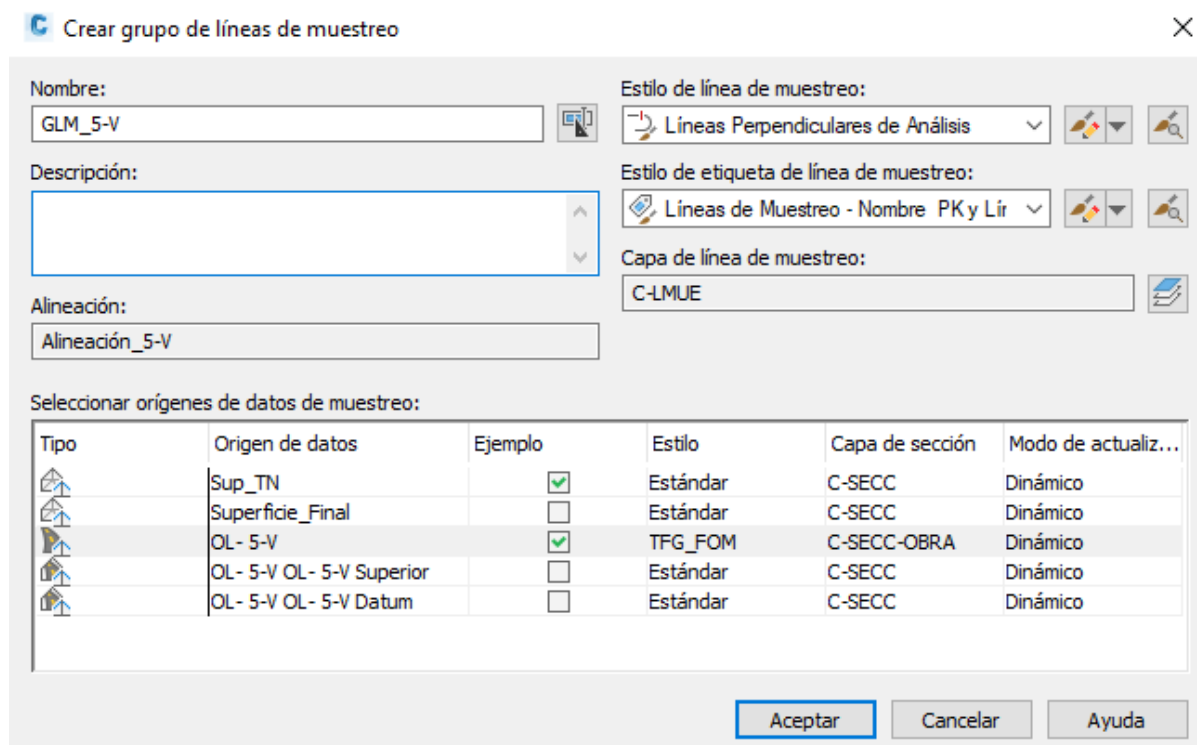 Crear grupo de líneas de muestreo
Nombre:
GLM_5-V
Descripción:
Alineación:
Alineación_5-V
Estilo de línea de muestreo:
Líneas Perpendiculares de Análisis
Estilo de etiqueta de línea de muestreo:
Líneas de Muestreo - Nombre PK y Lír
Capa de línea de muestreo:
C-LMUE
Seleccionar orígenes de datos de muestreo:
Tipo Origen de datos Ejemplo Estilo Capa de sección Modo de actualiz...
Sup_TN Estándar C-SECC Dinámico
Superficie_Final Estándar C-SECC Dinámico
OL- 5-V TFG_FOM C-SECC-OBRA Dinámico
OL- 5-V OL- 5-V Superior Estándar C-SECC Dinámico
OL- 5-V OL- 5-V Datum Estándar C-SECC Dinámico
Aceptar Cancelar Ayuda